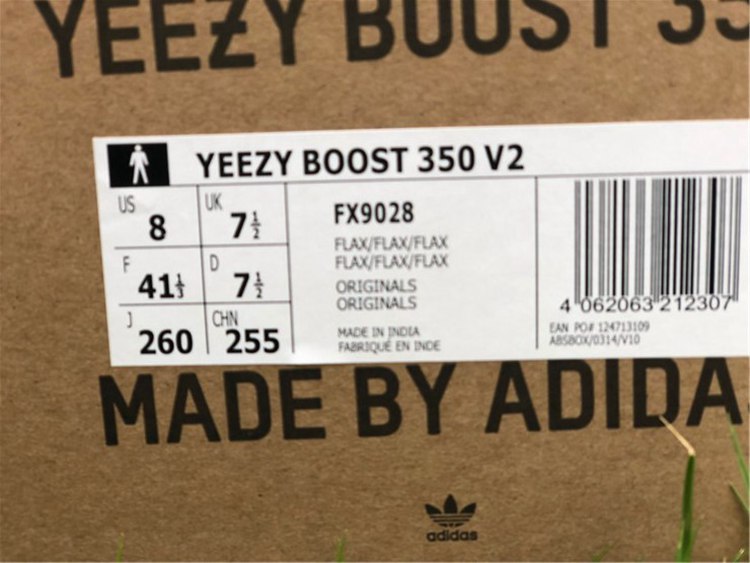 YEEZY BOOST 35
YEEZY BOOST 350 V2
US 8 UK 7½
F 41⅓ D 7½
J 260 CHN 255
FX9028
FLAX/FLAX/FLAX
FLAX/FLAX/FLAX
ORIGINALS
ORIGINALS
MADE IN INDIA
FABRIQUÉ EN INDE
4 062063 212307
EAN PO# 124713109
ABSBOX/0314/V10
MADE BY ADIDA
adidas